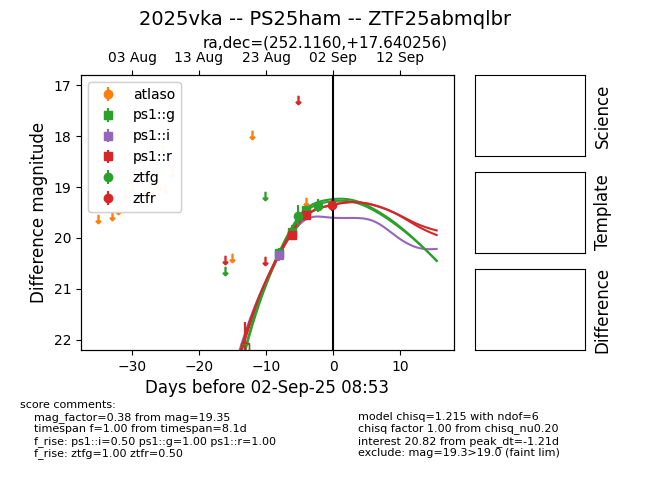 2025vka -- PS25ham -- ZTF25abmqlbr
ra,dec=(252.1160,+17.640256)
03 Aug 13 Aug 23 Aug 02 Sep 12 Sep
17
18
19
20
21
22
Difference magnitude
atlaso
ps1::g
ps1::i
ps1::r
ztfg
ztfr
−30 −20 −10 0 10
Days before 02-Sep-25 08:53
Science
Template
Difference
score comments:
mag_factor=0.38 from mag=19.35
timespan f=1.00 from timespan=8.1d
f_rise: ps1::i=0.50 ps1::g=1.00 ps1::r=1.00
f_rise: ztfg=1.00 ztfr=0.50
model chisq=1.215 with ndof=6
chisq factor 1.00 from chisq_nu0.20
interest 20.82 from peak_dt=-1.21d
exclude: mag=19.3>19.0 (faint lim)